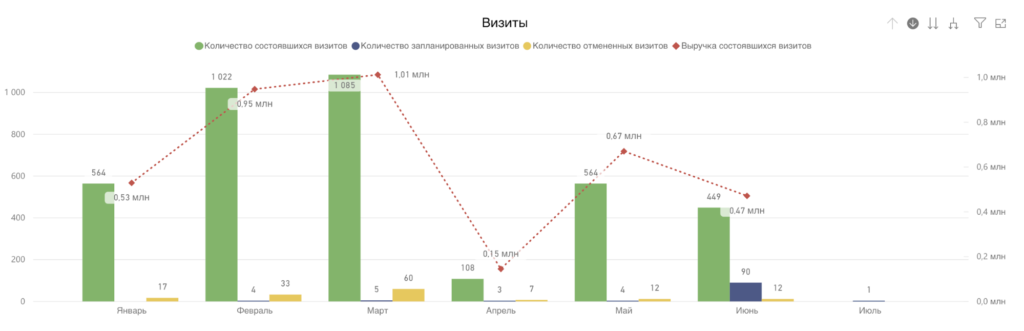 Визиты
Количество состоявшихся визитов Количество запланированных визитов Количество отмененных визитов Выручка состоявшихся визитов
1 022 1 085 1,01 млн 1,0 млн
1 000 0,95 млн
0,8 млн
800
0,67 млн
564 564 0,6 млн
600
0,53 млн 449 0,47 млн
400 0,4 млн
0,15 млн
200 108 90 0,2 млн
17 4 33 5 60 3 7 4 12 12 1
0 0,0 млн
Январь Февраль Март Апрель Май Июнь Июль